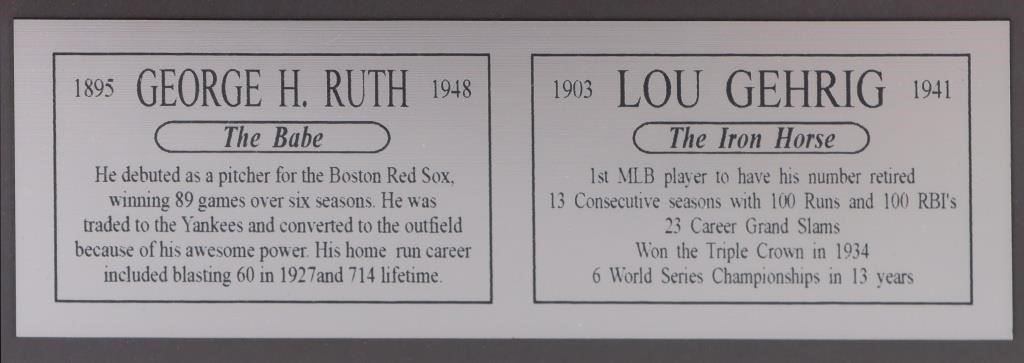 1895 GEORGE H. RUTH 1948
The Babe
He debuted as a pitcher for the Boston Red Sox,
winning 89 games over six seasons. He was
traded to the Yankees and converted to the outfield
because of his awesome power. His home run career
included blasting 60 in 1927and 714 lifetime.
1903 LOU GEHRIG 1941
The Iron Horse
1st MLB player to have his number retired
13 Consecutive seasons with 100 Runs and 100 RBI's
23 Career Grand Slams
Won the Triple Crown in 1934
6 World Series Championships in 13 years